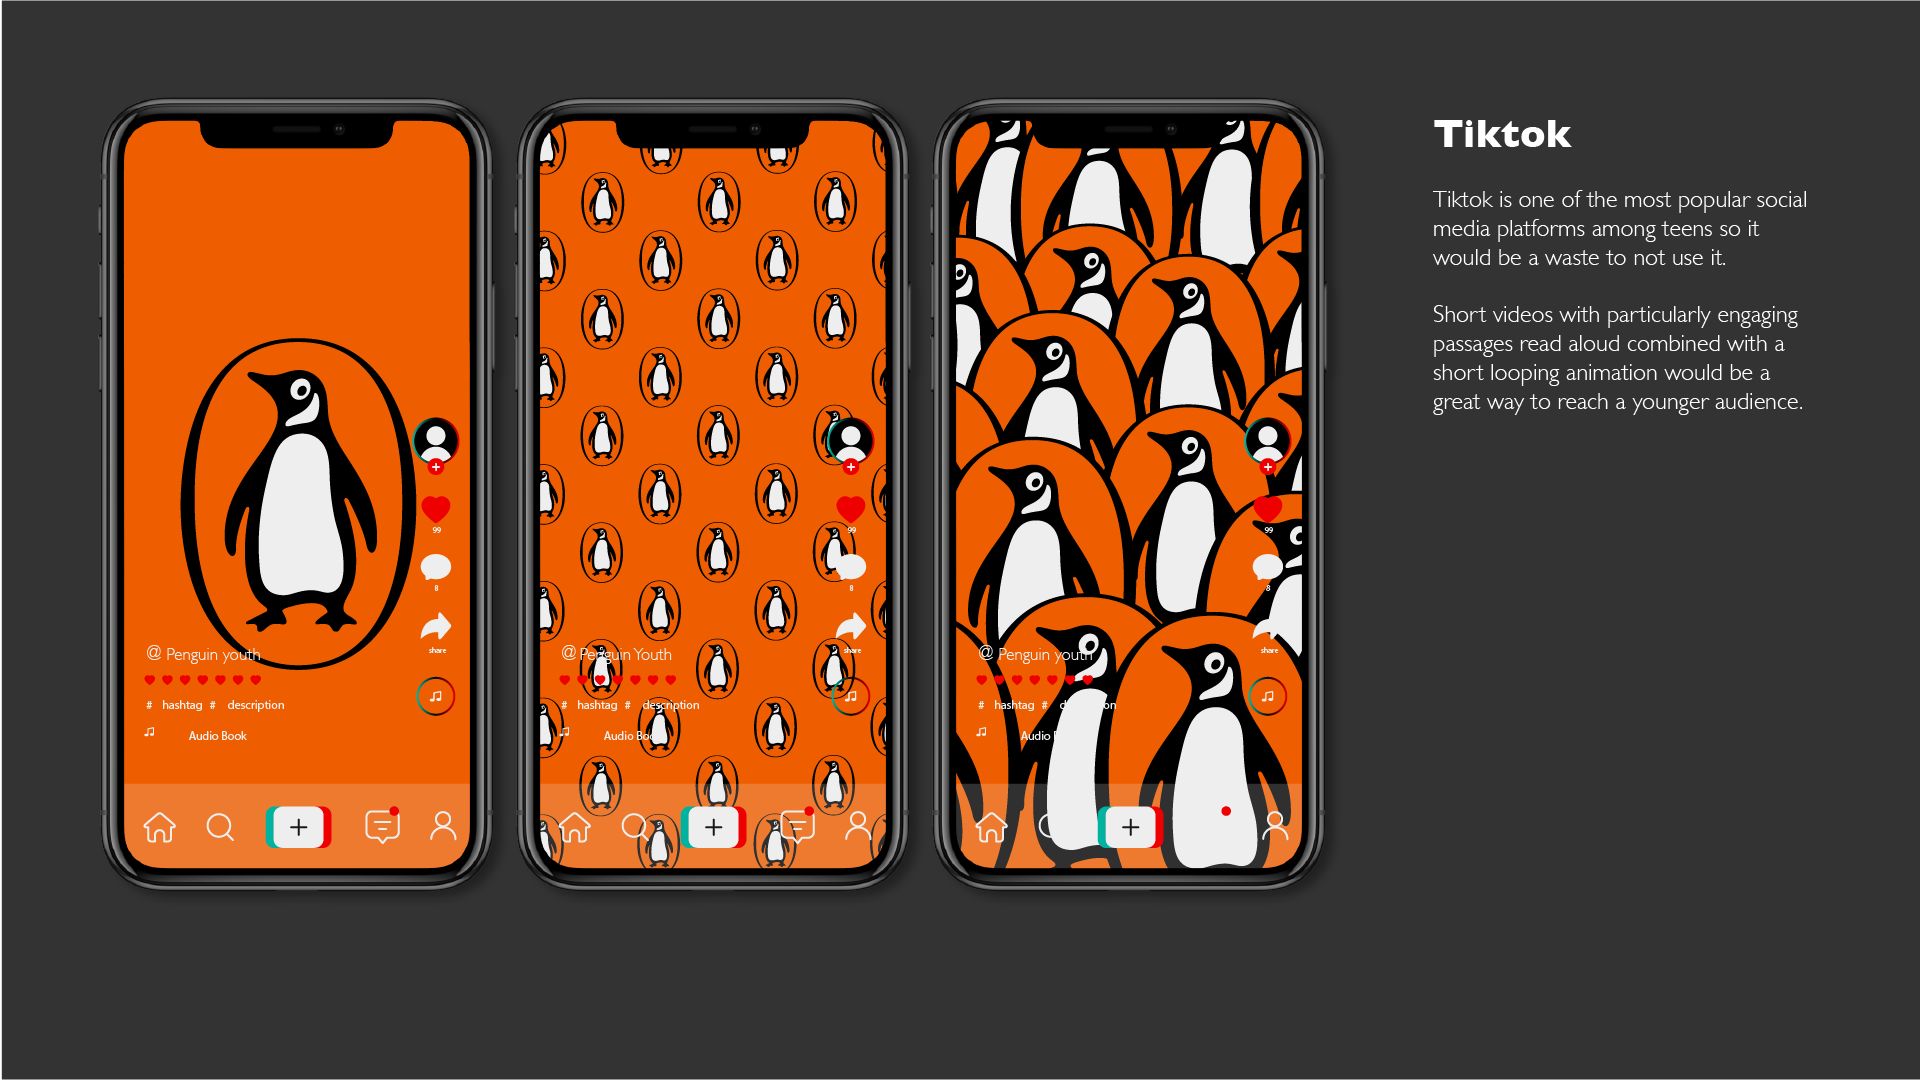 @ Penguin youth
# hashtag # description
Audio Book
99
8
share
@ Penguin Youth
# hashtag # description
Audio Book
99
8
share
@ Penguin youth
# hashtag #
Audio
99
8
share
Tiktok
Tiktok is one of the most popular social
media platforms among teens so it
would be a waste to not use it.
Short videos with particularly engaging
passages read aloud combined with a
short looping animation would be a
great way to reach a younger audience.